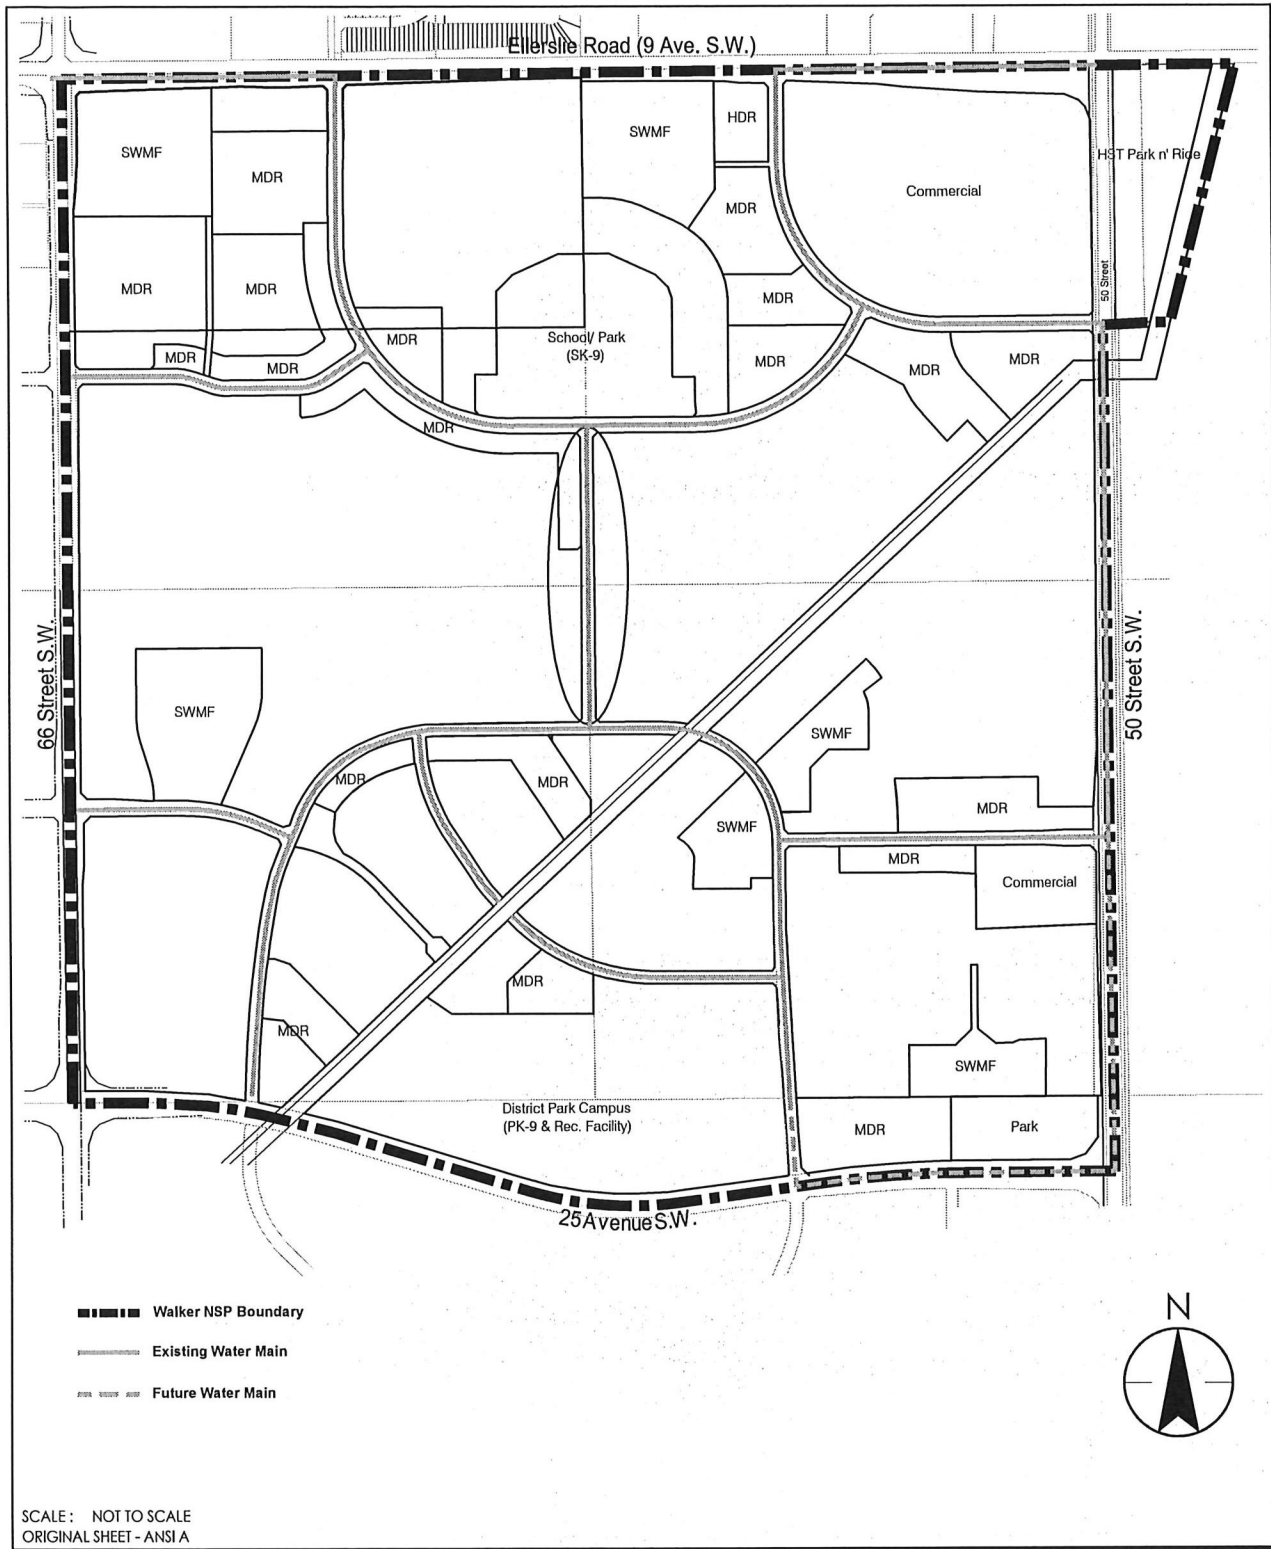 Ellerslie Road (9 Ave. S.W.)
HDR
SWMF
SWMF
HST Park n' Ride
MDR
Commercial
MDR
50 Street
MDR
MDR
MDR
School/ Park
(SK-9)
MDR
MDR
MDR
MDR
MDR
MDR
MDR
MDR
66 Street S.W.
50 Street S.W.
SWMF
SWMF
MDR
MDR
MDR
SWMF
MDR
Commercial
MDR
MDR
SWMF
District Park Campus
(PK-9 & Rec. Facility)
MDR
Park
25 Avenue S.W.
Walker NSP Boundary
Existing Water Main
Future Water Main
N
SCALE : NOT TO SCALE
ORIGINAL SHEET - ANSI A